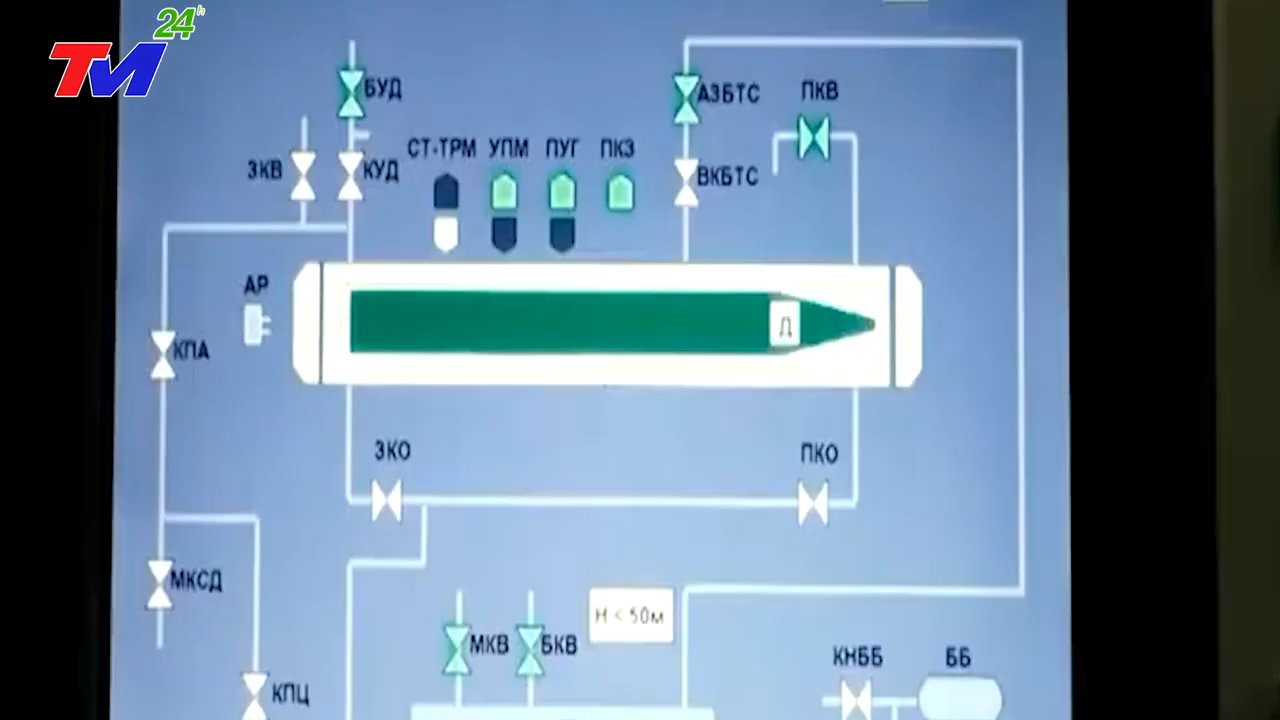 24h
TM
БУД
АЗБТС
ПКВ
СТ-ТРМ
УПМ
ПУГ
ПКЗ
ЗКВ
КУД
ВКБТС
АР
Д
КПА
ЗКО
ПКО
МКСД
Н < 50м
МКВ
БКВ
КНББ
ББ
КПЦ